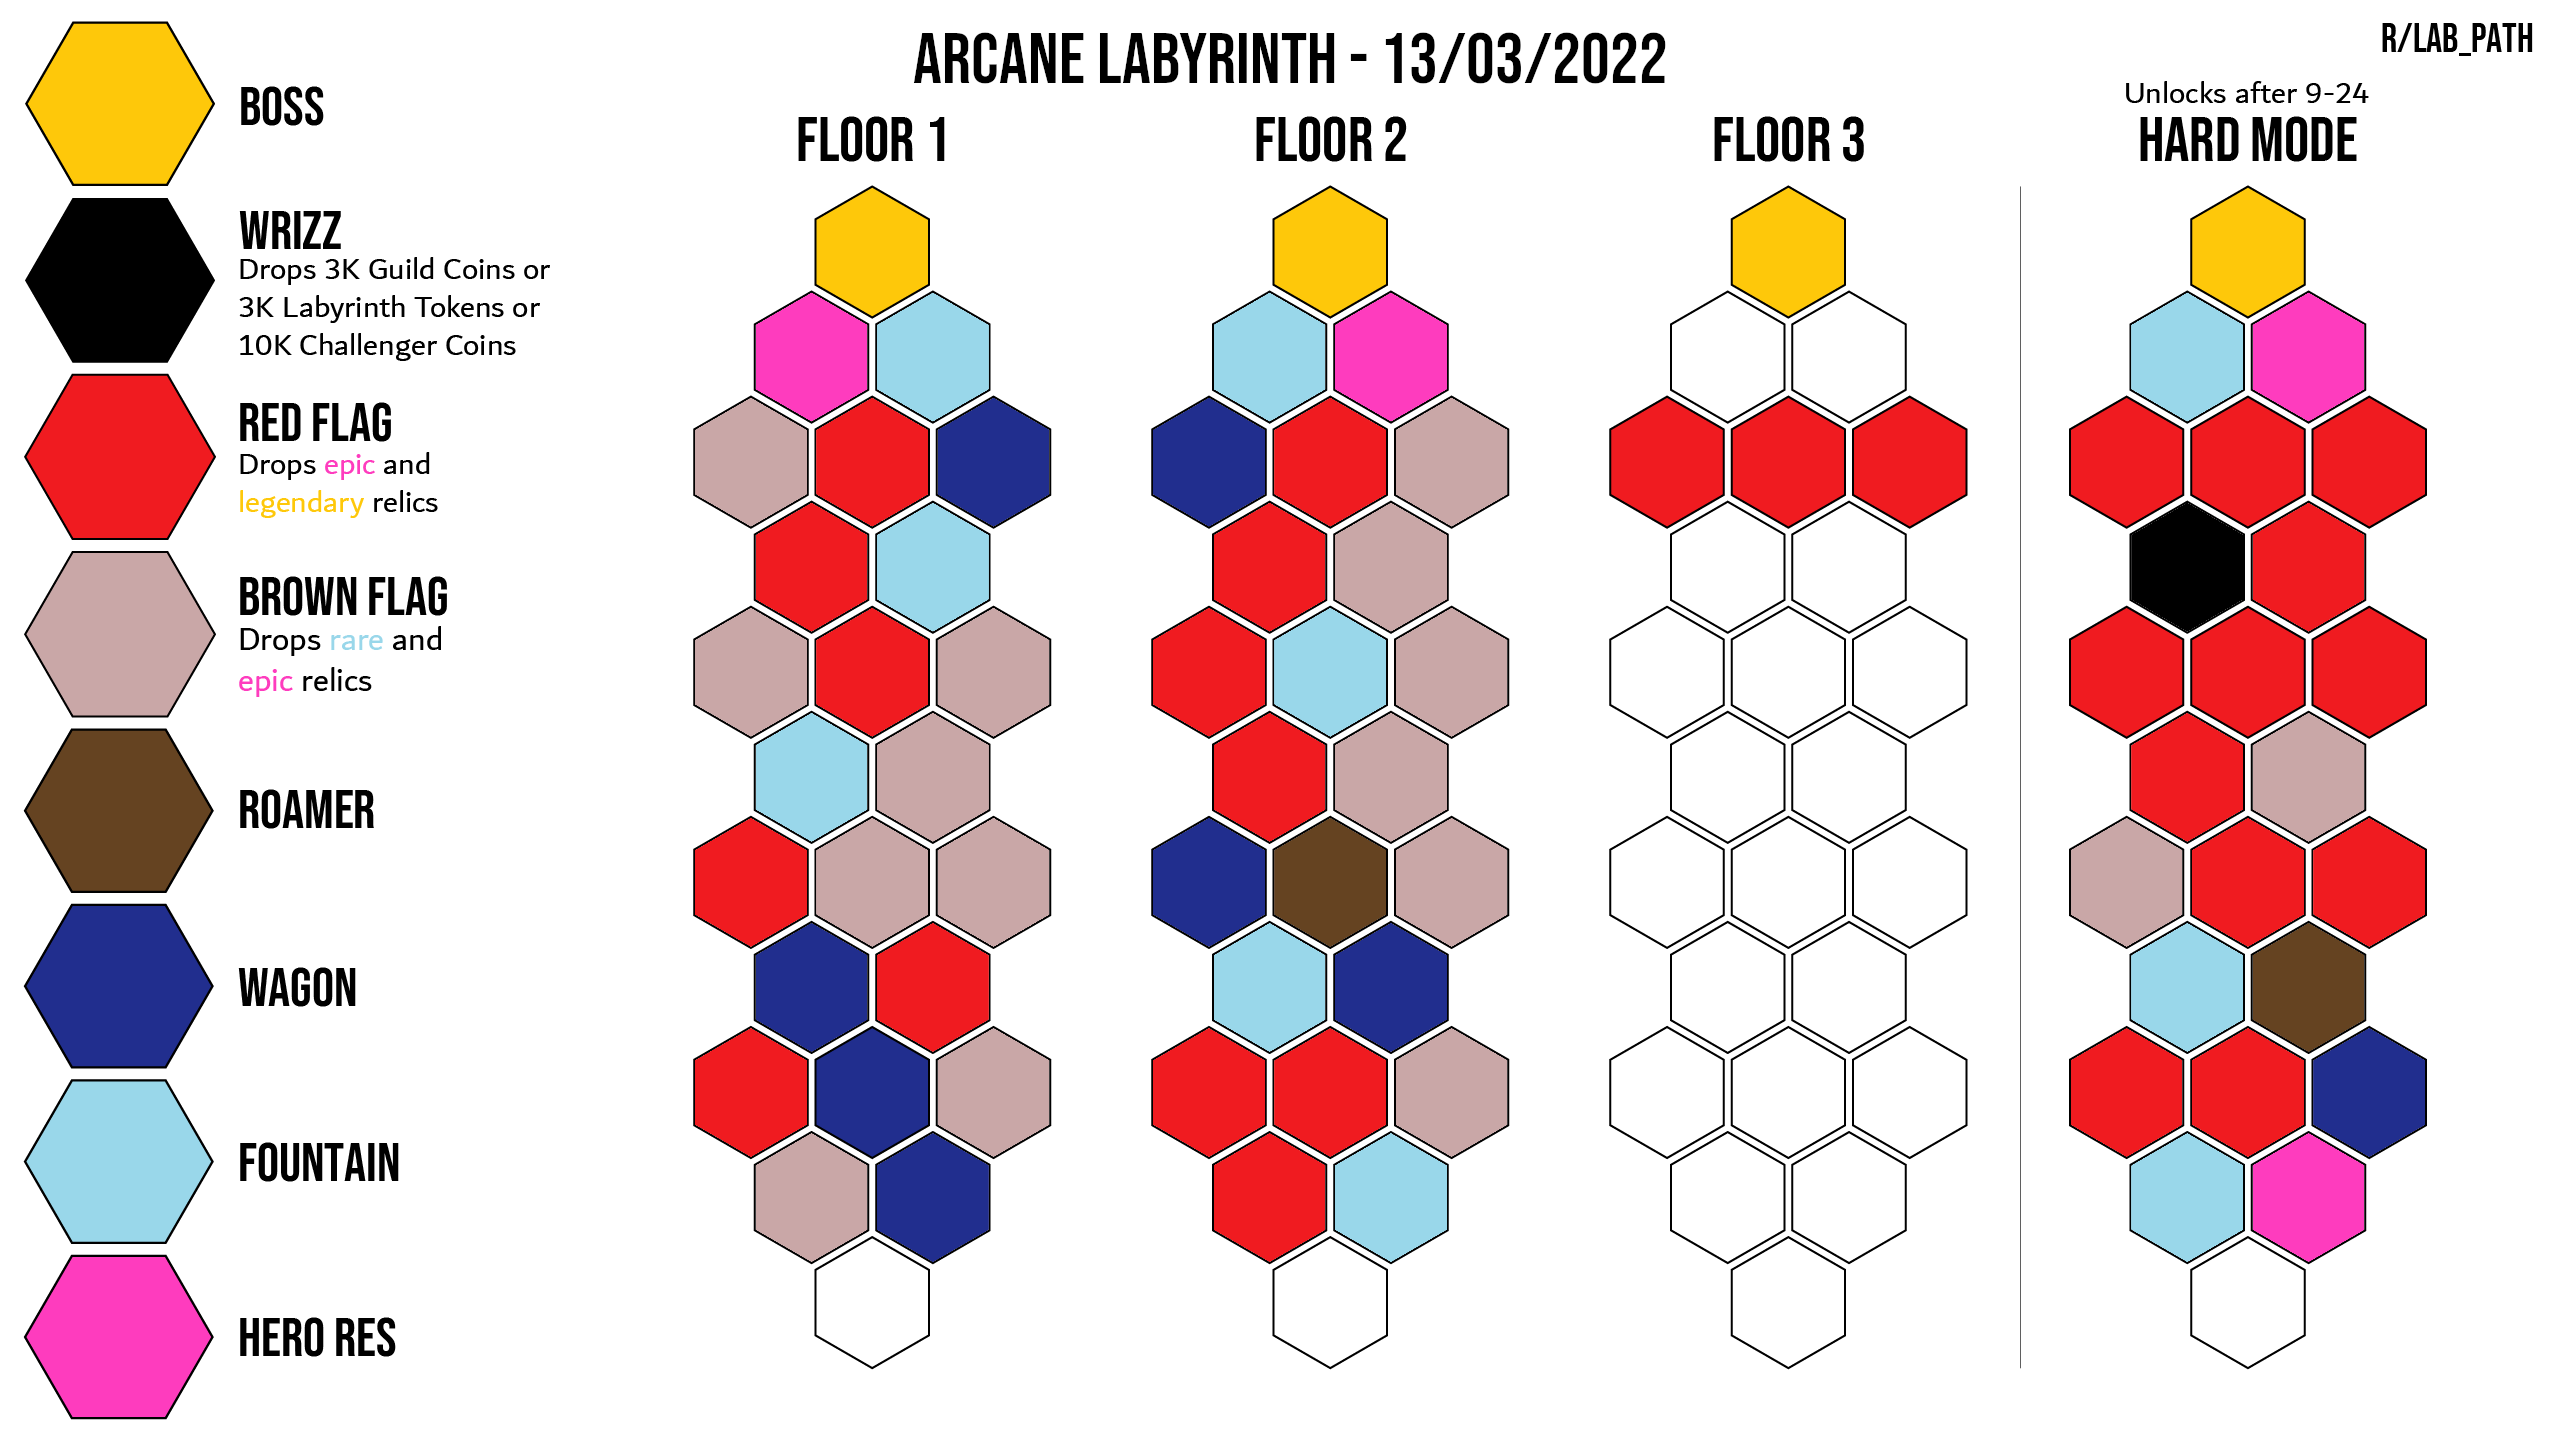 ARCANE LABYRINTH - 13/03/2022
R/LAB_PATH
BOSS
WRIZZ
Drops 3K Guild Coins or
3K Labyrinth Tokens or
10K Challenger Coins
RED FLAG
Drops epic and
legendary relics
BROWN FLAG
Drops rare and
epic relics
ROAMER
WAGON
FOUNTAIN
HERO RES
FLOOR 1
FLOOR 2
FLOOR 3
Unlocks after 9-24
HARD MODE